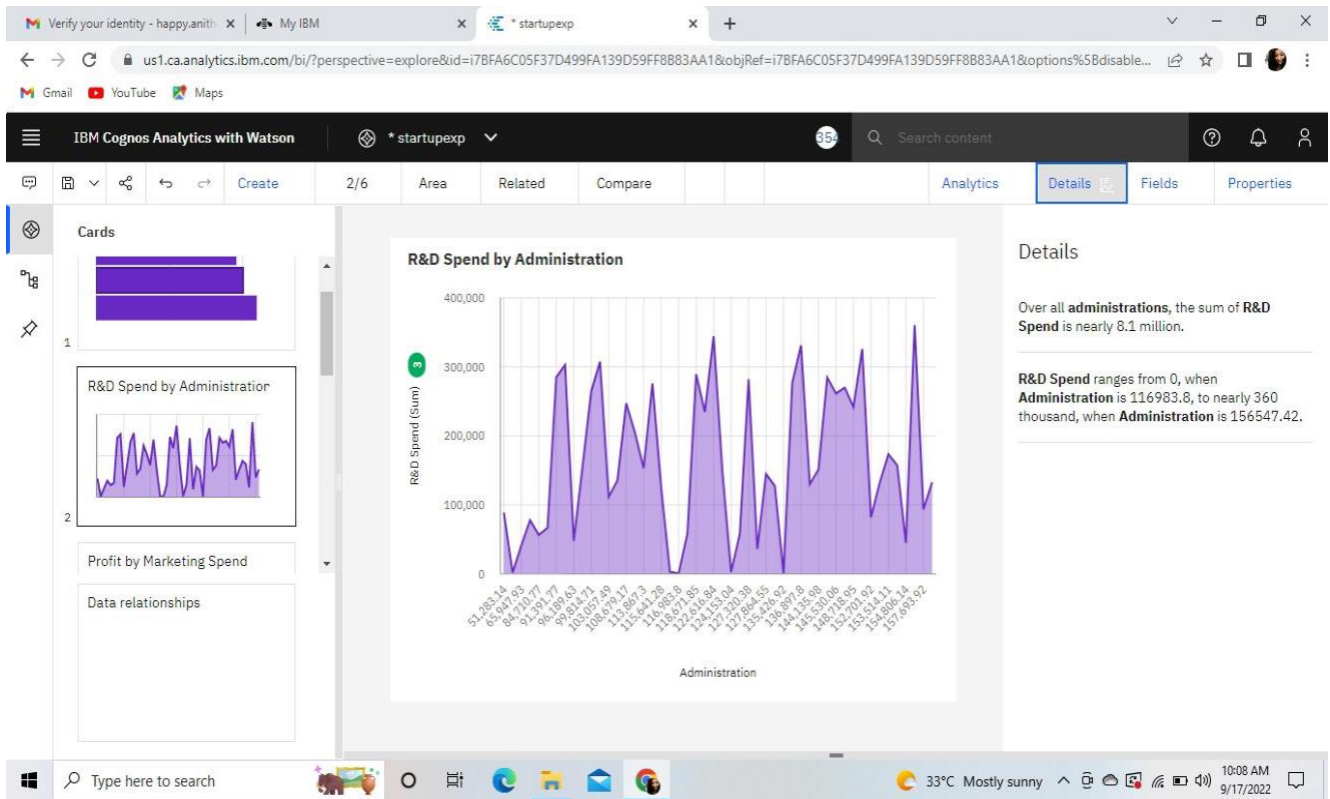 Verify your identity - happy.anith
My IBM
* startupexp
us1.ca.analytics.ibm.com/bi/?perspective=explore&id=i7BFA6C05F37D499FA139D59FF8B83AA1&objRef=i7BFA6C05F37D499FA139D59FF8B83AA1&options%5Bdisable...
Gmail YouTube Maps
IBM Cognos Analytics with Watson
* startupexp
354
Search content
Create
2/6
Area
Related
Compare
Analytics
Details
Fields
Properties
Cards
1
R&D Spend by Administration
2
Profit by Marketing Spend
Data relationships
R&D Spend by Administration
400,000
300,000
200,000
100,000
0
R&D Spend (Sum)
3
51,283.14
65,947.93
84,710.77
91,391.77
96,189.63
99,814.71
103,057.49
108,679.17
113,867.3
115,641.28
116,983.8
118,671.85
122,616.84
124,153.04
127,320.38
127,864.55
135,426.92
136,897.8
144,135.98
145,530.06
148,718.95
152,701.92
153,514.11
154,806.14
157,693.92
Administration
Details
Over all administrations, the sum of R&D
Spend is nearly 8.1 million.
R&D Spend ranges from 0, when
Administration is 116983.8, to nearly 360
thousand, when Administration is 156547.42.
Type here to search
33°C Mostly sunny
10:08 AM
9/17/2022